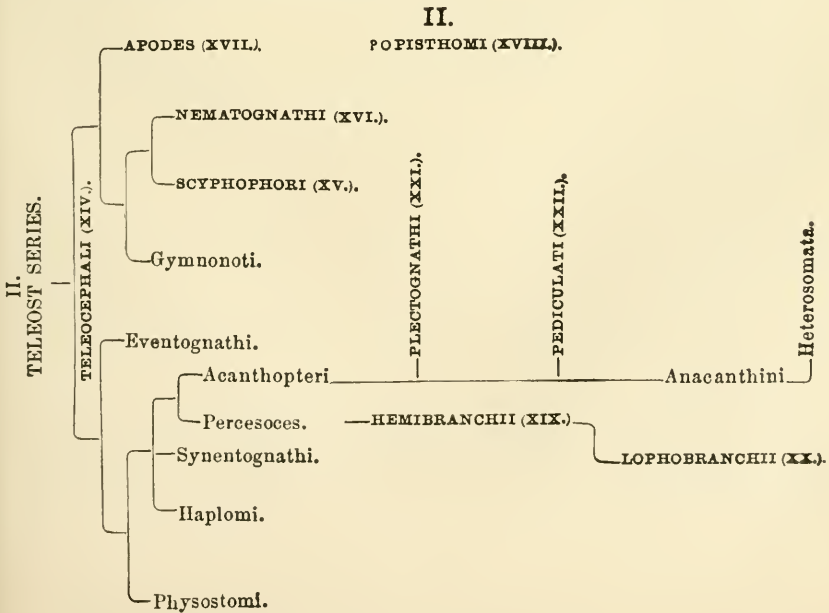 II.
APODES (XVII.). POPISTHOMI (XVIII.).
NEMATOGNATHI (XVI.).
SCYPHOPHORI (XV.).
Gymnonoti.
II.
TELEOST SERIES.
TELEOCEPHALI (XIV.).
PLECTOGNATHI (XXI.).
PEDICULATI (XXII.).
Heterosomata.
Eventognathi.
Acanthopteri Anacanthini
Percesoces. HEMIBRANCHII (XIX.)
Synentognathi. LOPHOBRANCHII (XX.).
Haplomi.
Physostomi.